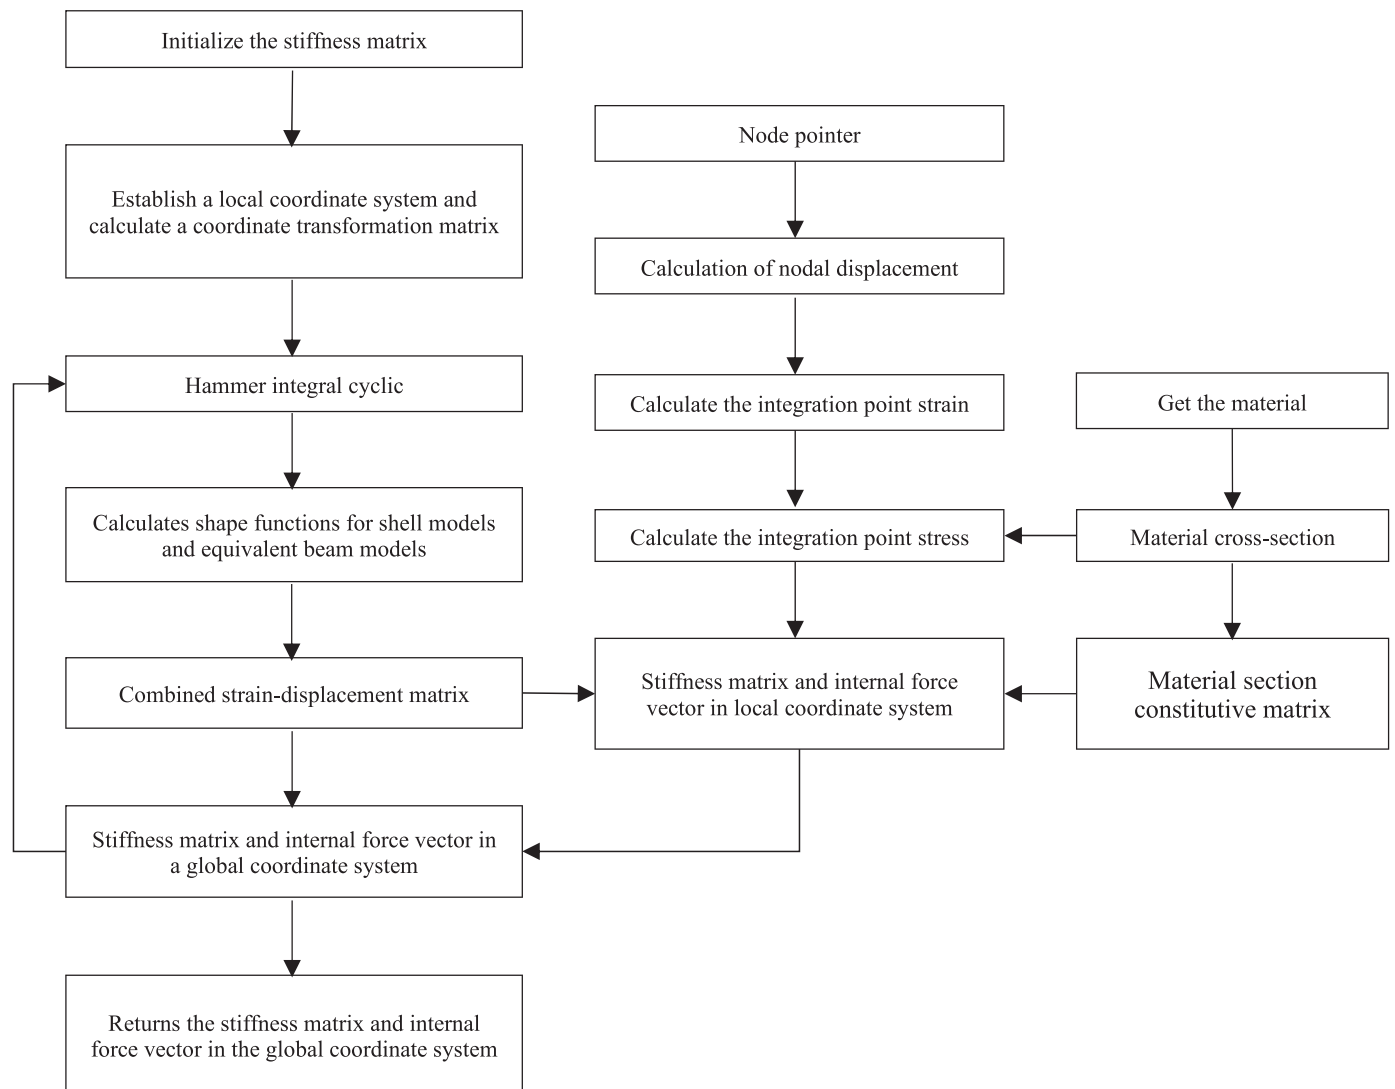 Initialize the stiffness matrix
Establish a local coordinate system and
calculate a coordinate transformation matrix
Hammer integral cyclic
Calculates shape functions for shell models
and equivalent beam models
Combined strain-displacement matrix
Stiffness matrix and internal force vector in
a global coordinate system
Returns the stiffness matrix and internal
force vector in the global coordinate system
Node pointer
Calculation of nodal displacement
Calculate the integration point strain
Calculate the integration point stress
Stiffness matrix and internal force
vector in local coordinate system
Get the material
Material cross-section
Material section
constitutive matrix